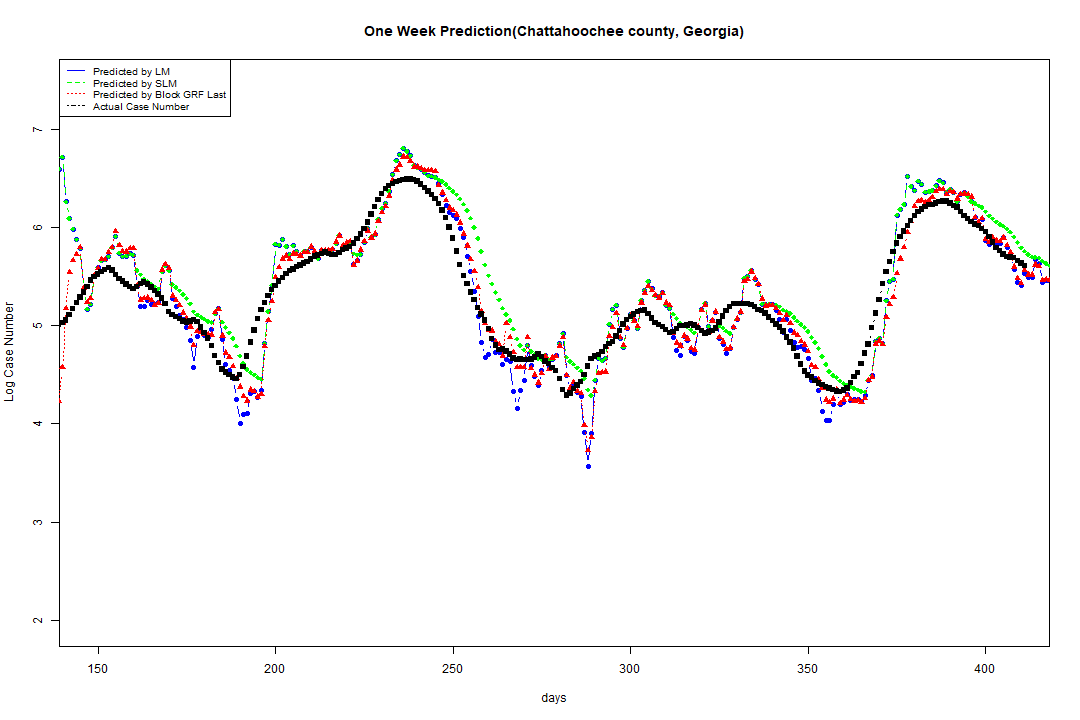 One Week Prediction(Chattahoochee county, Georgia)
Predicted by LM
Predicted by SLM
Predicted by Block GRF Last
Actual Case Number
7
6
5
4
3
2
Log Case Number
150 200 250 300 350 400
days